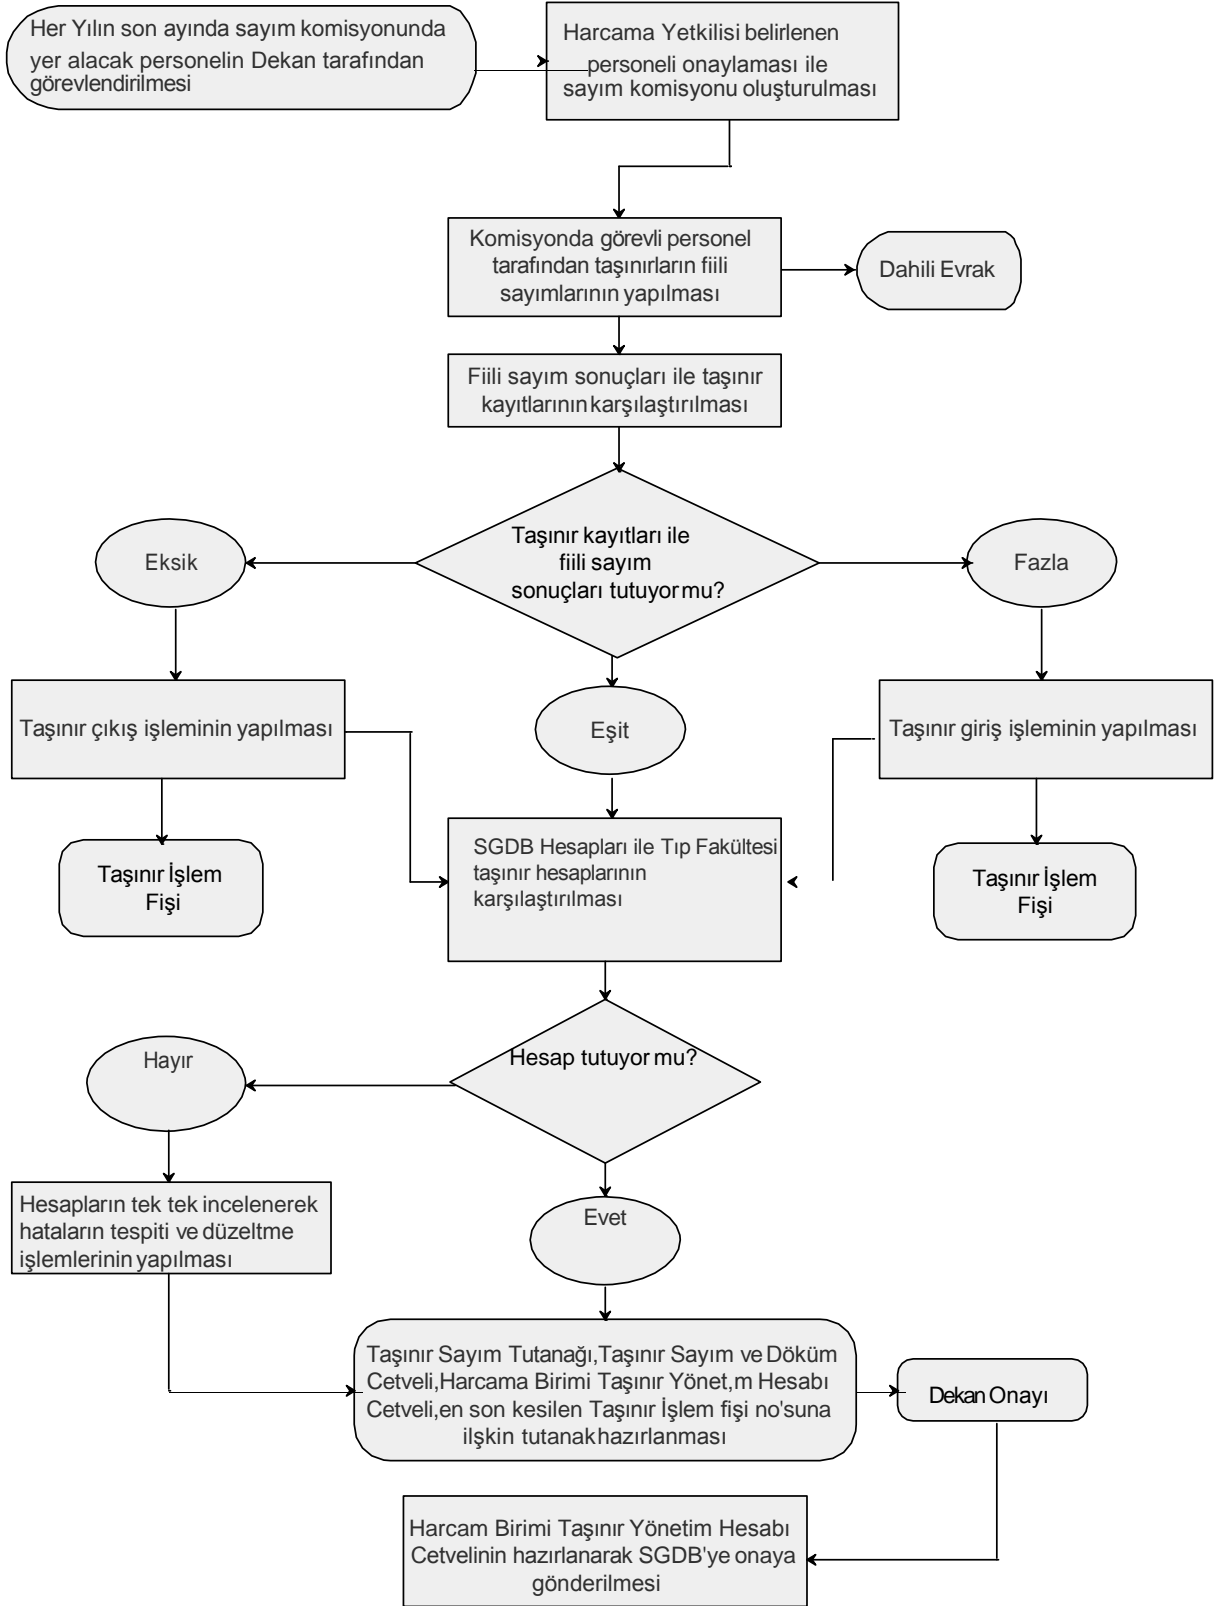 Her Yılın son ayında sayım komisyonunda
yer alacak personelin Dekan tarafından
görevlendirilmesi
Harcama Yetkilisi belirlenen
personeli onaylaması ile
sayım komisyonu oluşturulması
Komisyonda görevli personel
tarafından taşınırların fiili
sayımlarının yapılması
Dahili Evrak
Fiili sayım sonuçları ile taşınır
kayıtlarının karşılaştırılması
Taşınır kayıtları ile
fiili sayım
sonuçları tutuyor mu?
Eksik
Fazla
Taşınır çıkış işleminin yapılması
Eşit
Taşınır giriş işleminin yapılması
Taşınır İşlem
Fişi
SGDB Hesapları ile Tıp Fakültesi
taşınır hesaplarının
karşılaştırılması
Taşınır İşlem
Fişi
Hesap tutuyor mu?
Hayır
Hesapların tek tek incelenerek
hataların tespiti ve düzeltme
işlemlerinin yapılması
Evet
Taşınır Sayım Tutanağı,Taşınır Sayım ve Döküm
Cetveli,Harcama Birimi Taşınır Yönet,m Hesabı
Cetveli,en son kesilen Taşınır İşlem fişi no'suna
ilşkin tutanak hazırlanması
Dekan Onayı
Harcam Birimi Taşınır Yönetim Hesabı
Cetvelinin hazırlanarak SGDB'ye onaya
gönderilmesi